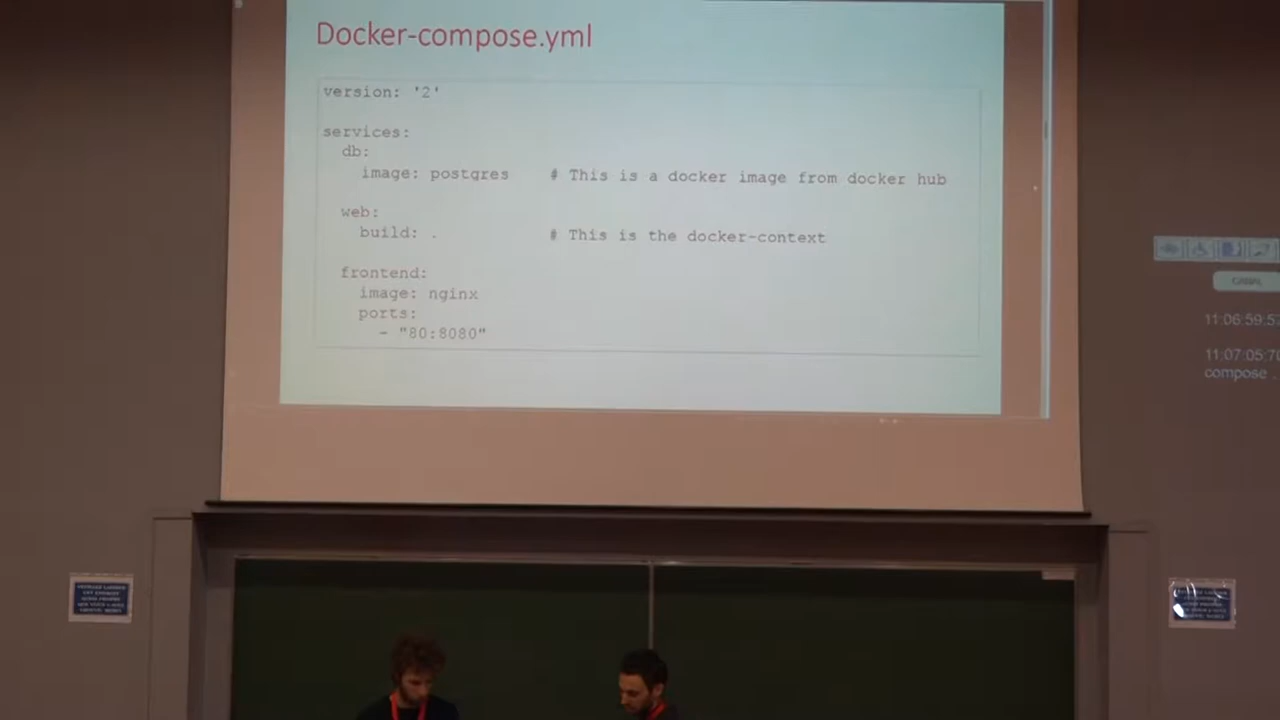 Docker-compose.yml
version: '2'
services:
db:
image: postgres # This is a docker image from docker hub
web:
build: . # This is the docker-context
frontend:
image: nginx
ports:
- "80:8080"
11:06:59:5
11:07:05:7
compose